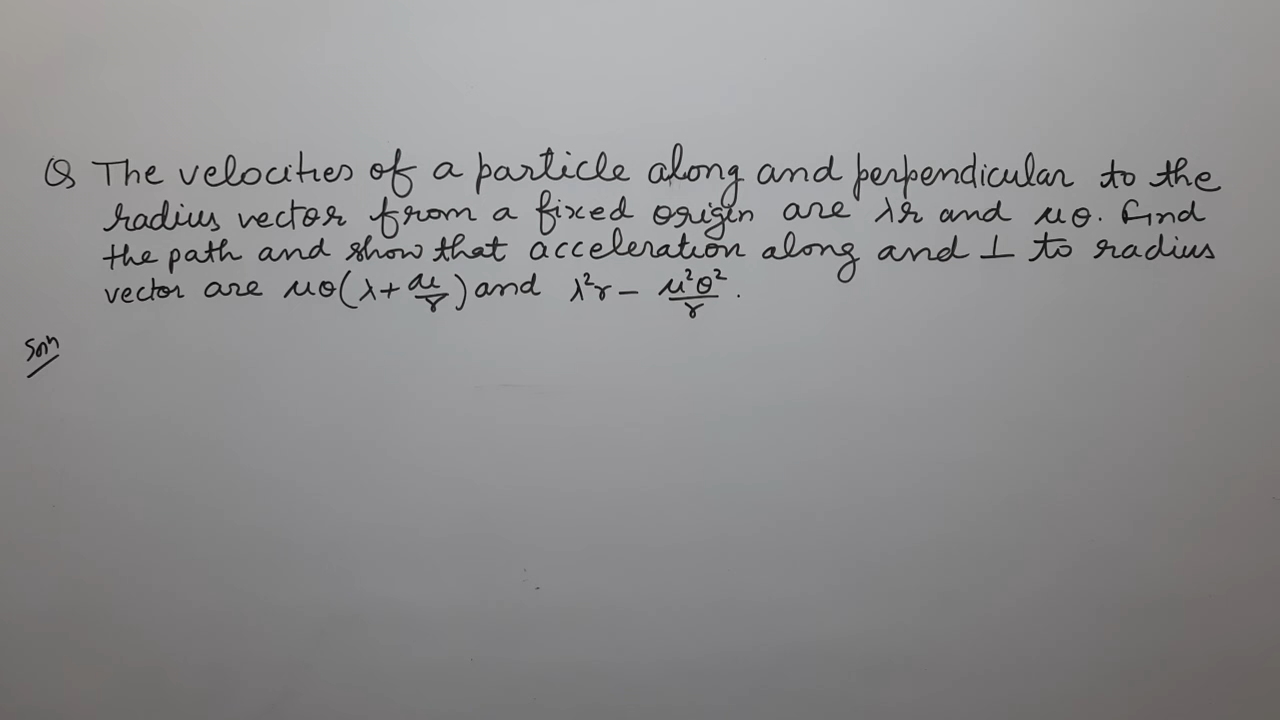 Q The velocities of a particle along and perpendicular to the
radius vector from a fixed origin are λr and μθ. Find
the path and show that acceleration along and ⊥ to radius
vector are μθ(λ+μ/r) and λ²r - μ²θ²/r.
Soln